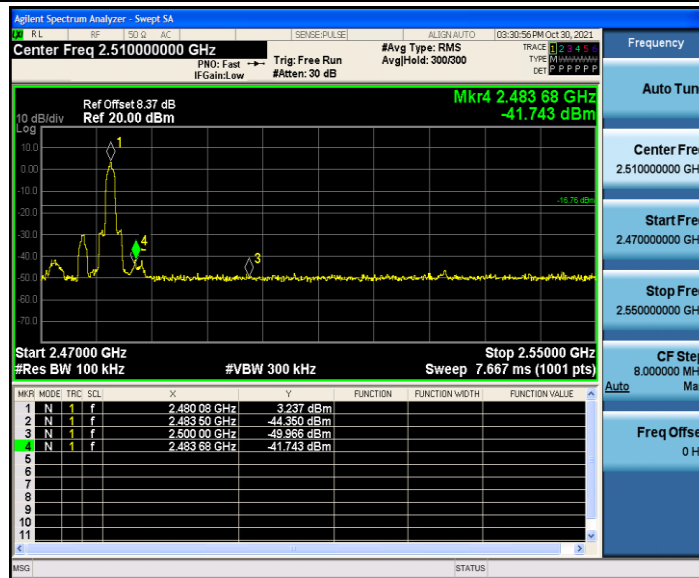 Agilent Spectrum Analyzer - Swept SA
RL RF 50 Ω AC SENSE:PULSE ALIGN AUTO 03:30:56 PM Oct 30, 2021
Center Freq 2.510000000 GHz #Avg Type: RMS TRACE 1 2 3 4 5 6
PNO: Fast Trig: Free Run Avg|Hold: 300/300 TYPE M
IFGain:Low #Atten: 30 dB DET P P P P P P
Ref Offset 8.37 dB Mkr4 2.483 68 GHz
10 dB/div Ref 20.00 dBm -41.743 dBm
Log
10.0
0.00
-10.0
-16.76 dBm
-20.0
-30.0
-40.0
-50.0
-60.0
-70.0
1
4
3
Start 2.47000 GHz Stop 2.55000 GHz
#Res BW 100 kHz #VBW 300 kHz Sweep 7.667 ms (1001 pts)
MKR MODE TRC SCL X Y FUNCTION FUNCTION WIDTH FUNCTION VALUE
1 N 1 f 2.480 08 GHz 3.237 dBm
2 N 1 f 2.483 50 GHz -44.350 dBm
3 N 1 f 2.500 00 GHz -49.966 dBm
4 N 1 f 2.483 68 GHz -41.743 dBm
5
6
7
8
9
10
11
MSG STATUS
Frequency
Auto Tun
Center Fre
2.510000000 GH
Start Fre
2.470000000 GH
Stop Fre
2.550000000 GH
CF Step
8.000000 MH
Auto Ma
Freq Offse
0 H